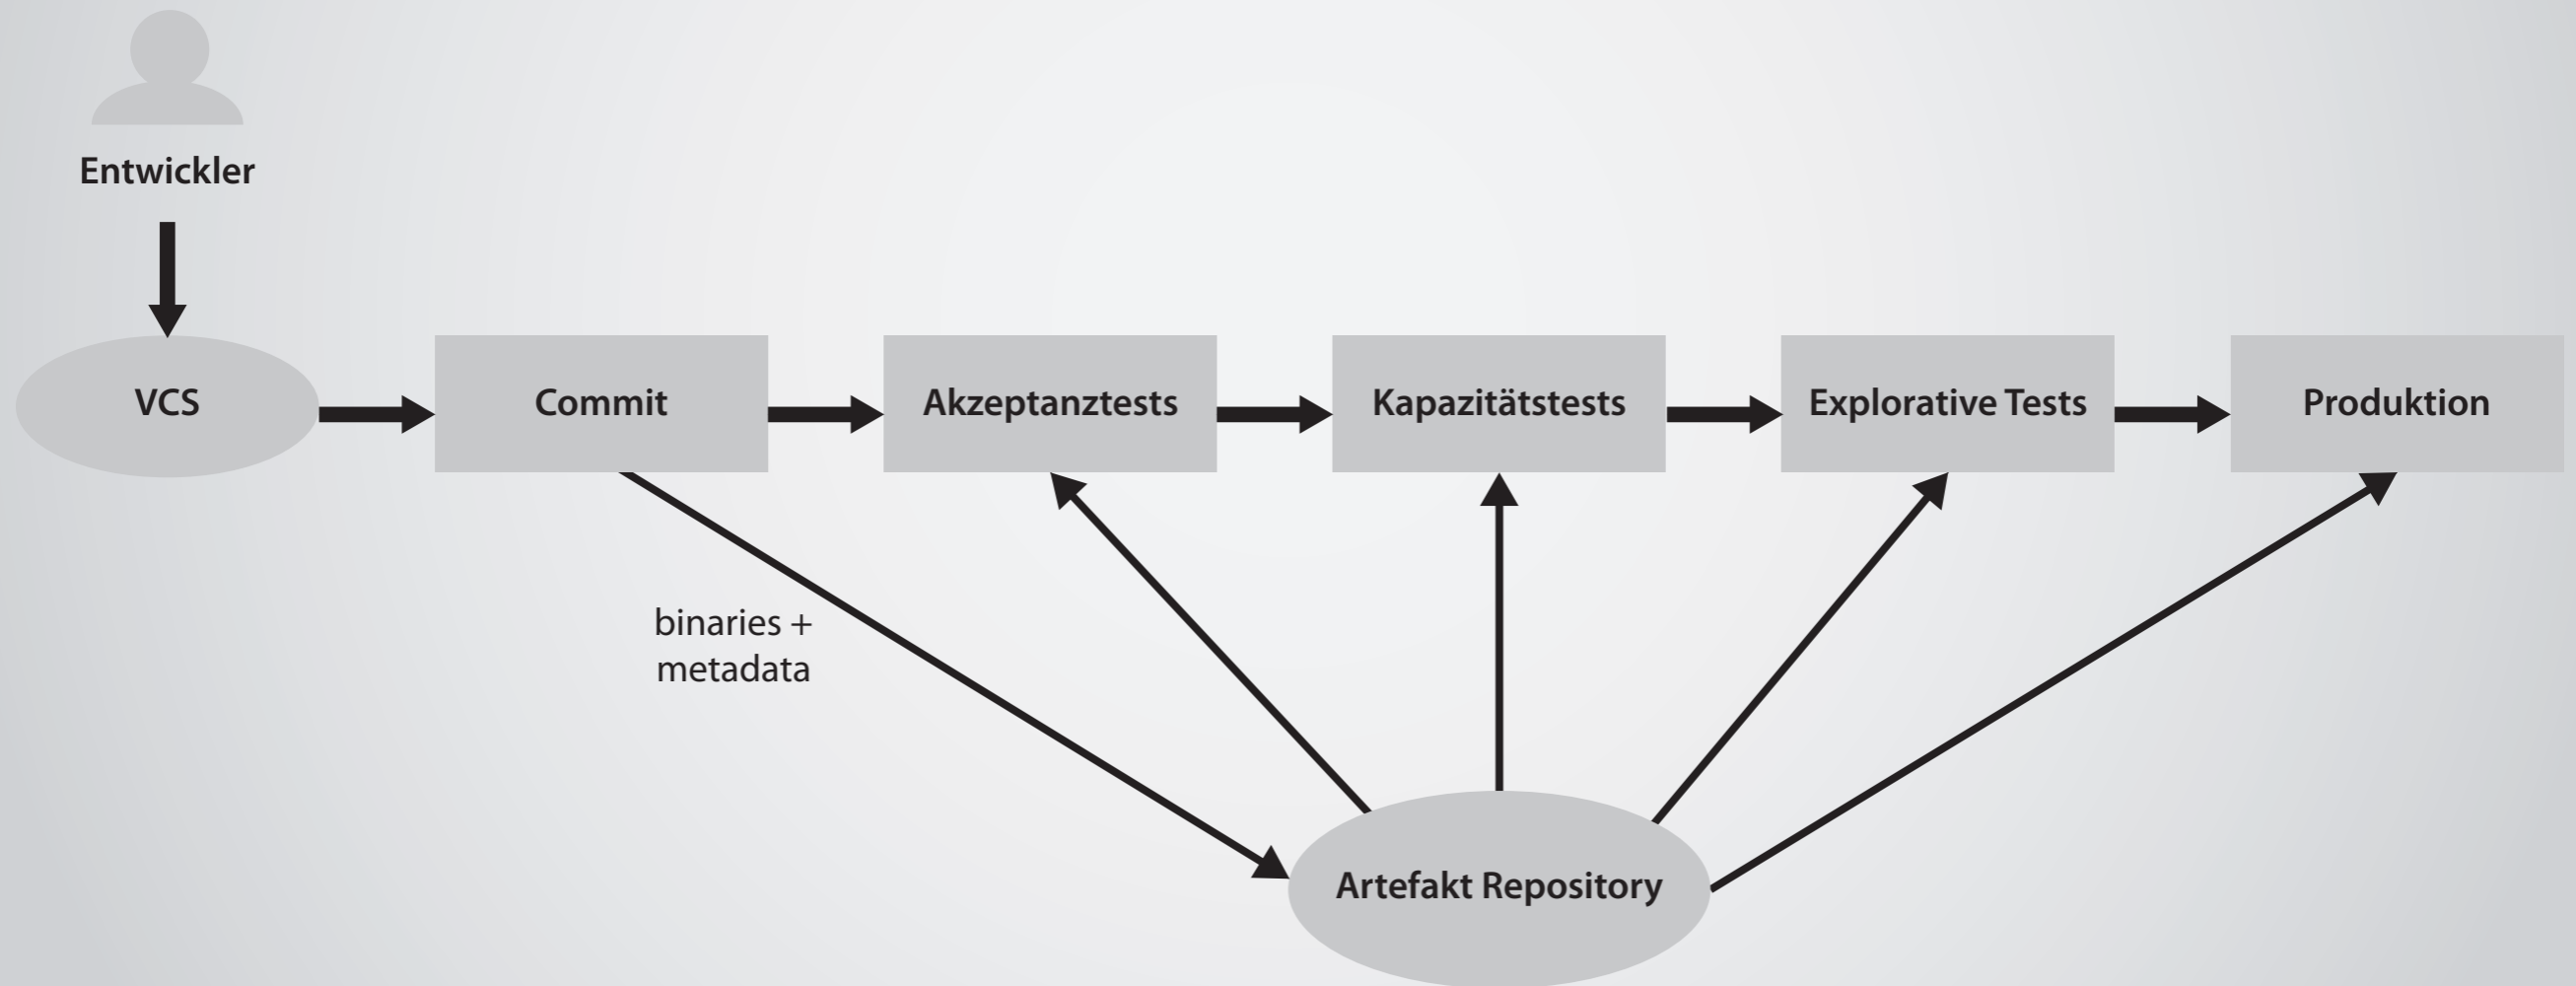 Entwickler
VCS
Commit
Akzeptanztests
Kapazitätstests
Explorative Tests
Produktion
binaries +
metadata
Artefakt Repository